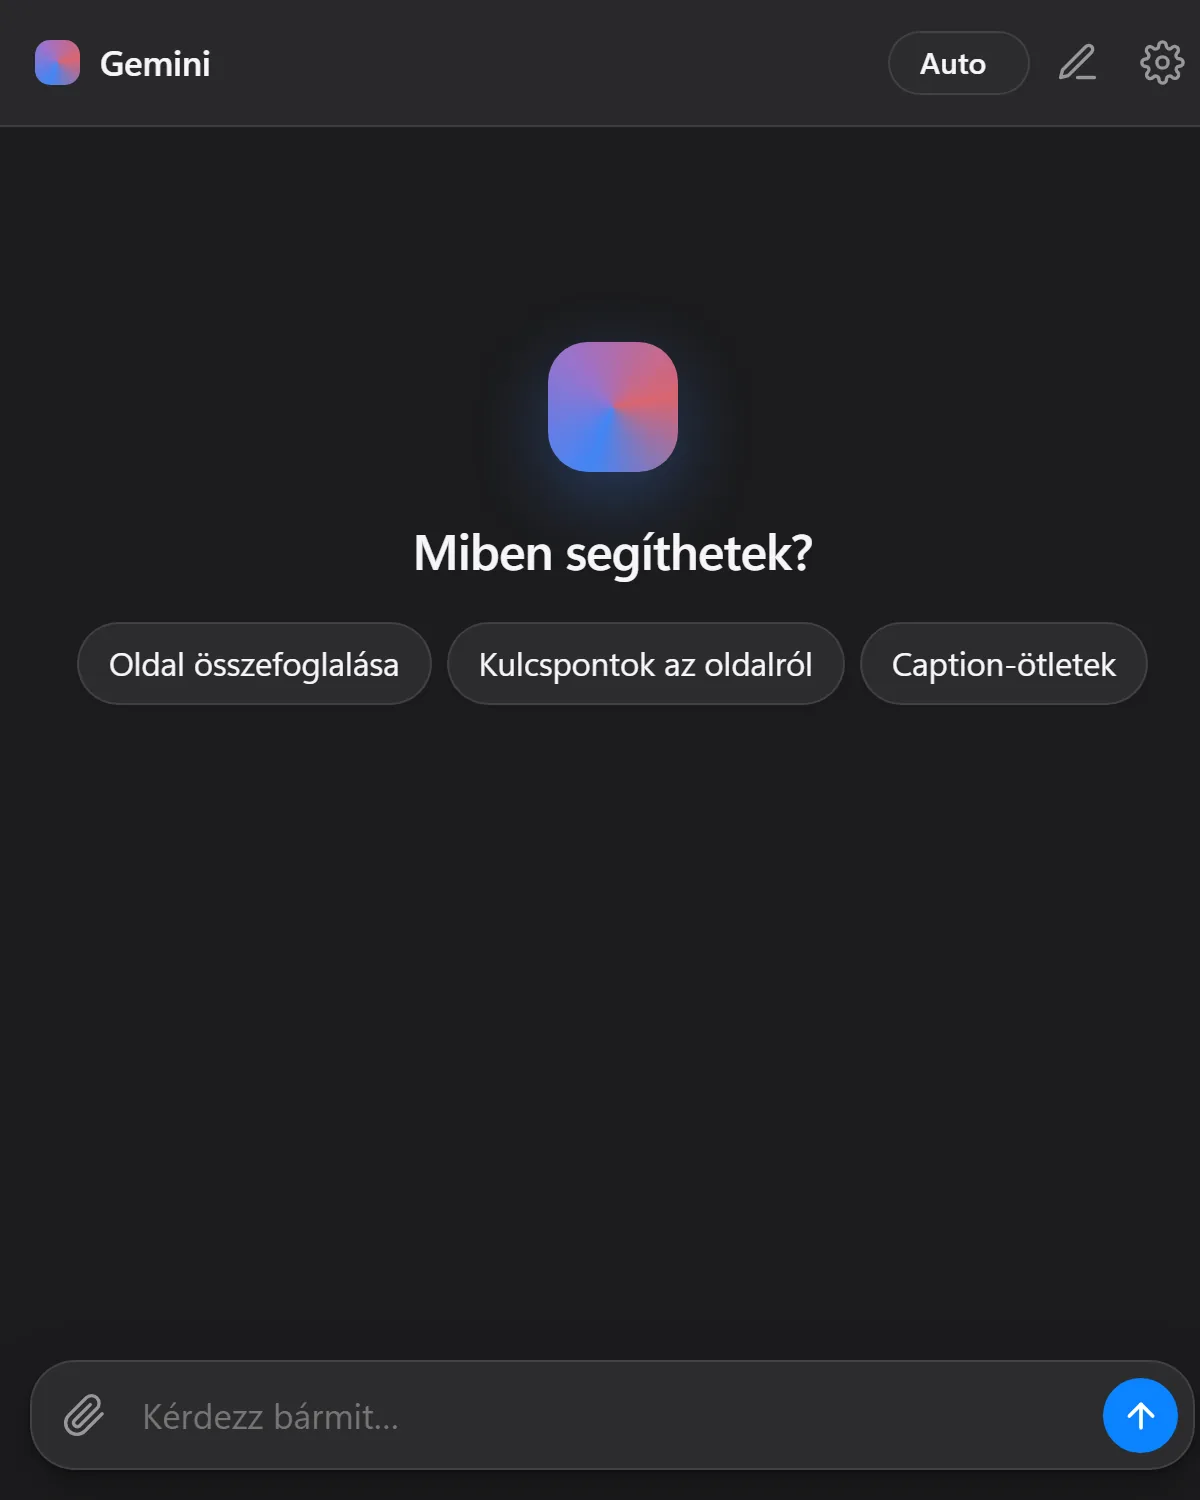 Gemini
Auto
Miben segíthetek?
Oldal összefoglalása
Kulcspontok az oldalról
Caption-ötletek
Kérdezz bármit...